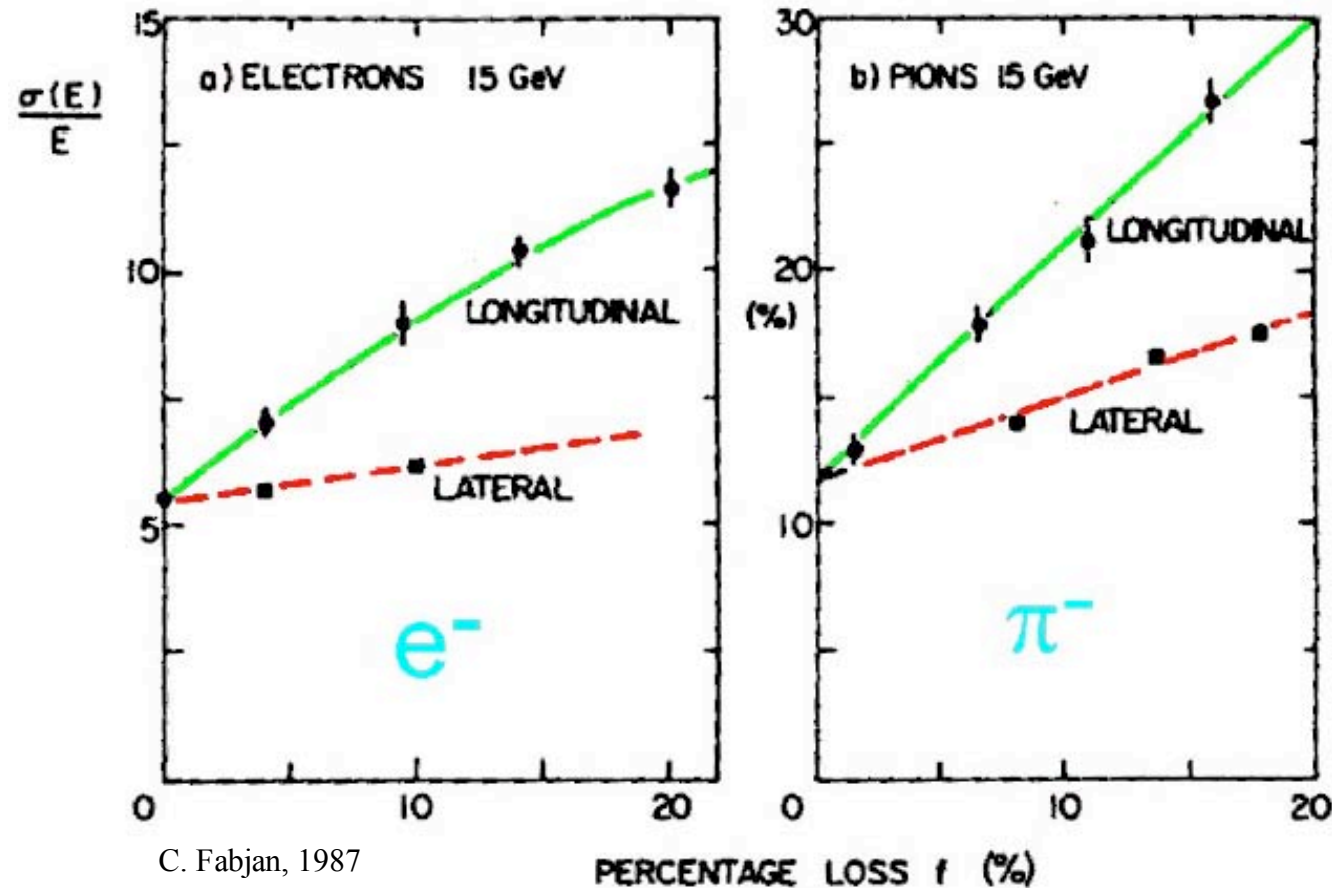 σ(E)
E
15
10
5
0
10
20
a) ELECTRONS 15 GeV
LONGITUDINAL
LATERAL
e⁻
30
(%)
20
10
0
10
20
b) PIONS 15 GeV
LONGITUDINAL
LATERAL
π⁻
C. Fabjan, 1987
PERCENTAGE LOSS f (%)